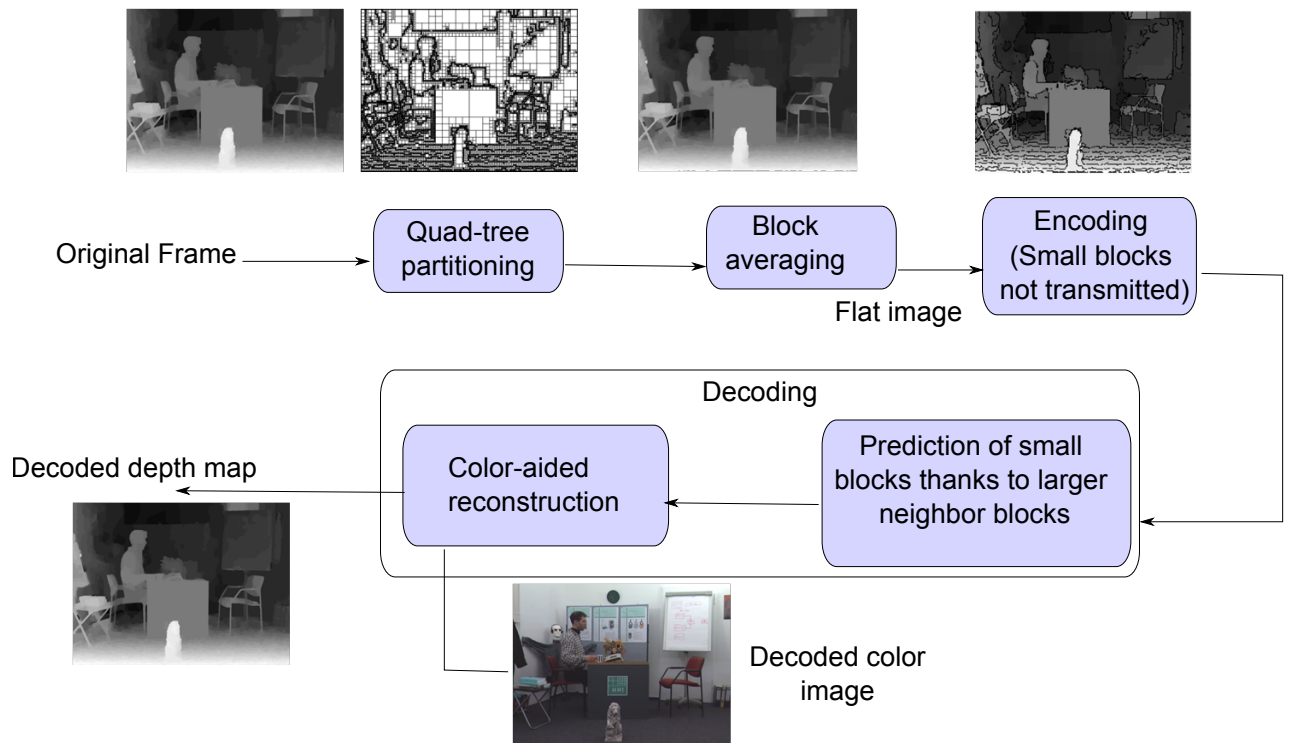 Original Frame
Quad-tree
partitioning
Block
averaging
Flat image
Encoding
(Small blocks
not transmitted)
Decoding
Prediction of small
blocks thanks to larger
neighbor blocks
Color-aided
reconstruction
Decoded depth map
Decoded color
image